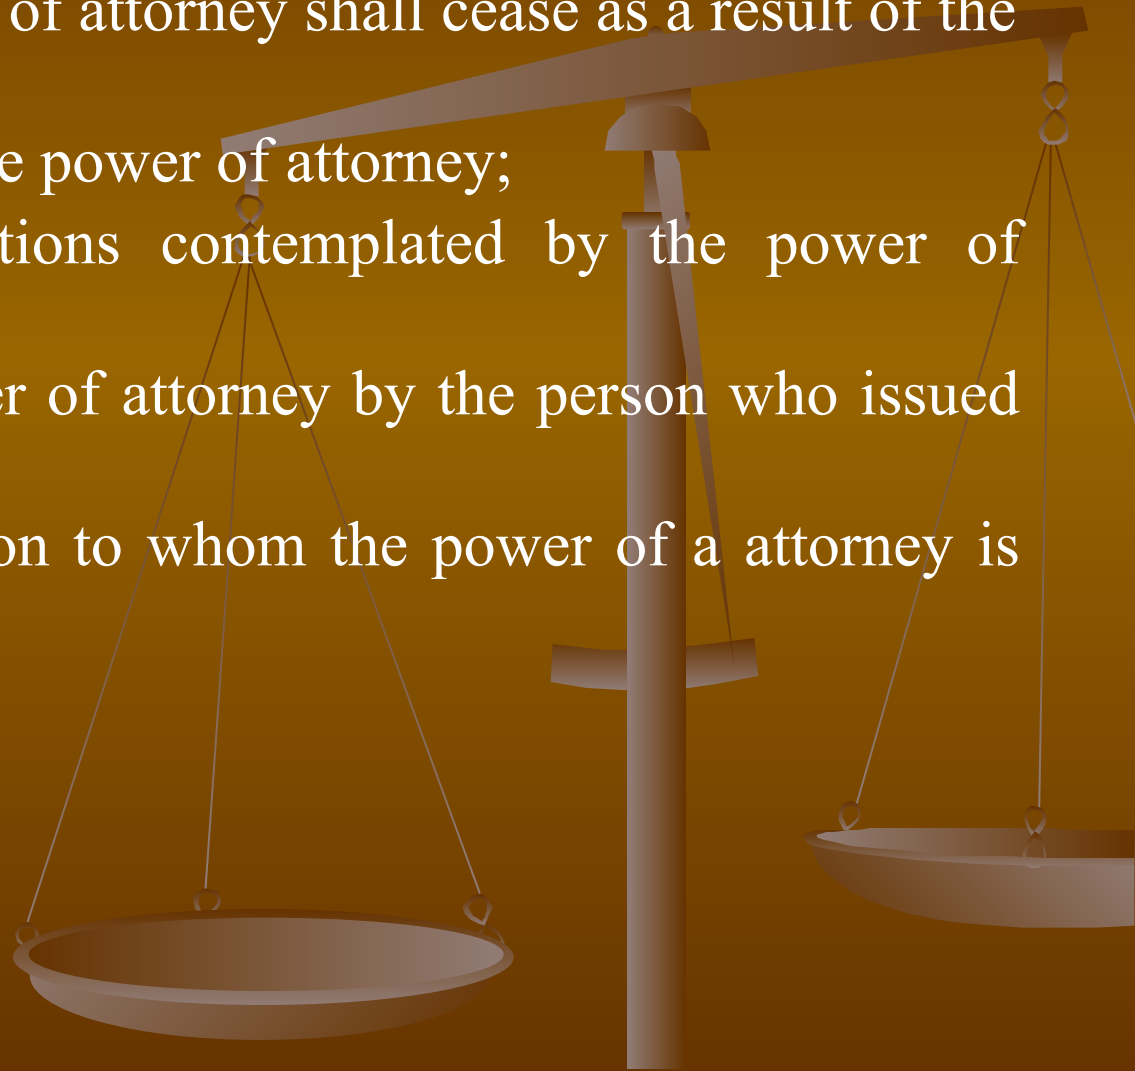 of attorney shall cease as a result of the
e power of attorney;
tions contemplated by the power of
er of attorney by the person who issued
on to whom the power of a attorney is